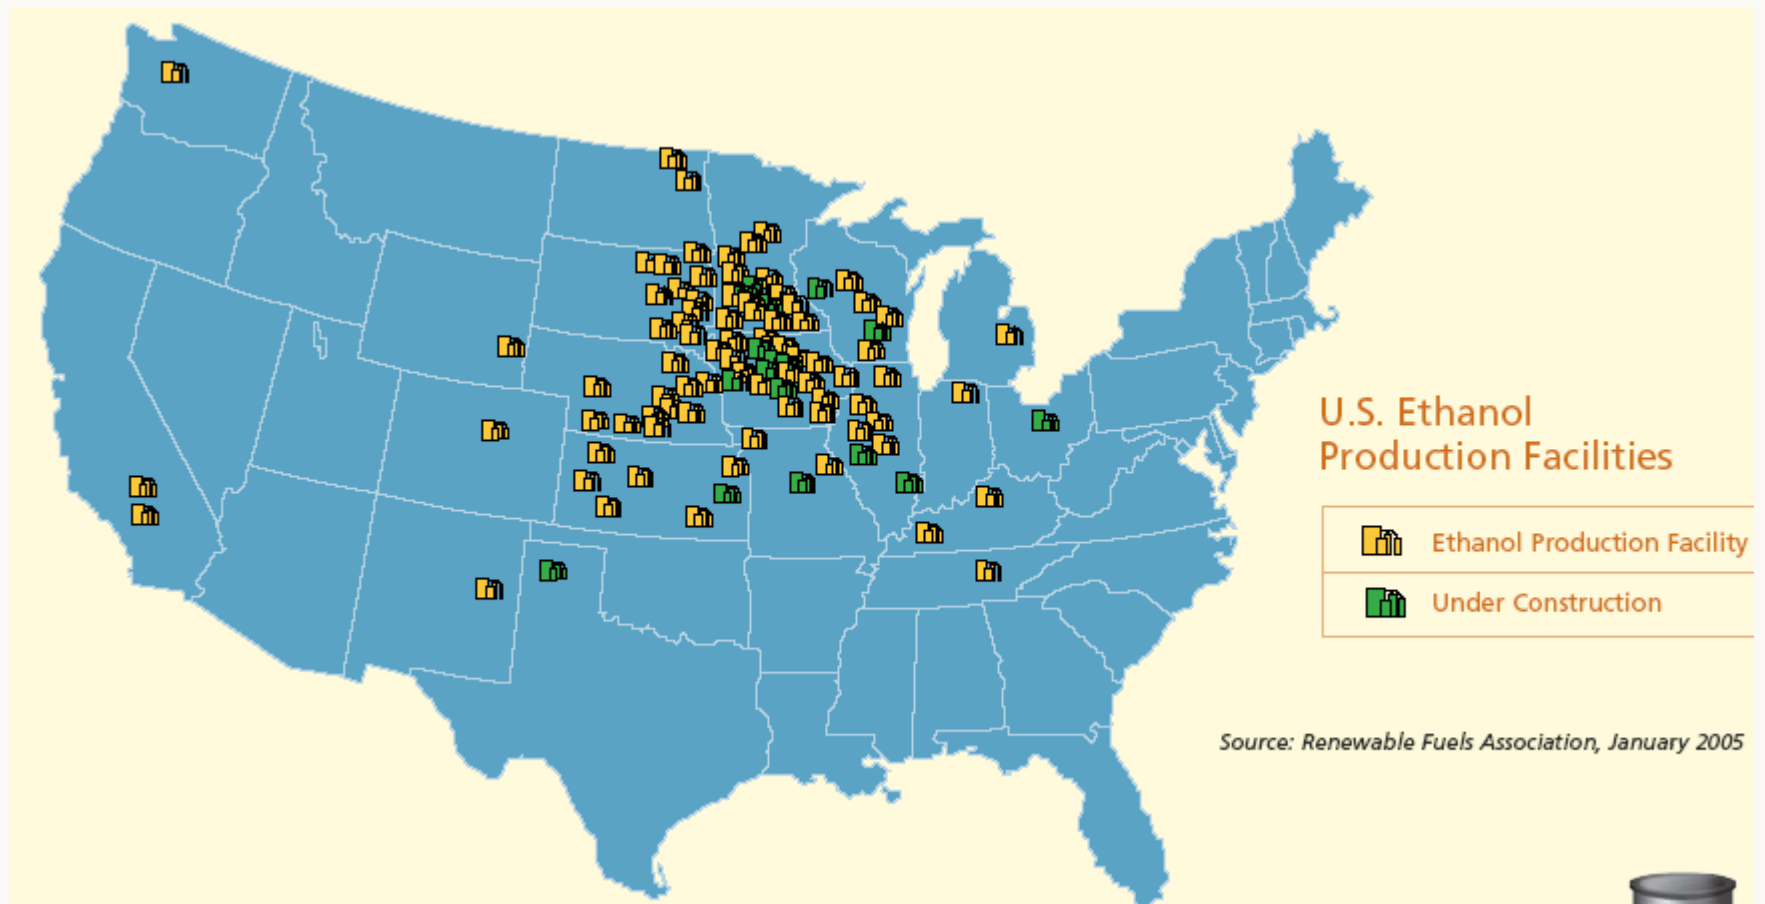 U.S. Ethanol
Production Facilities
Ethanol Production Facility
Under Construction
Source: Renewable Fuels Association, January 2005